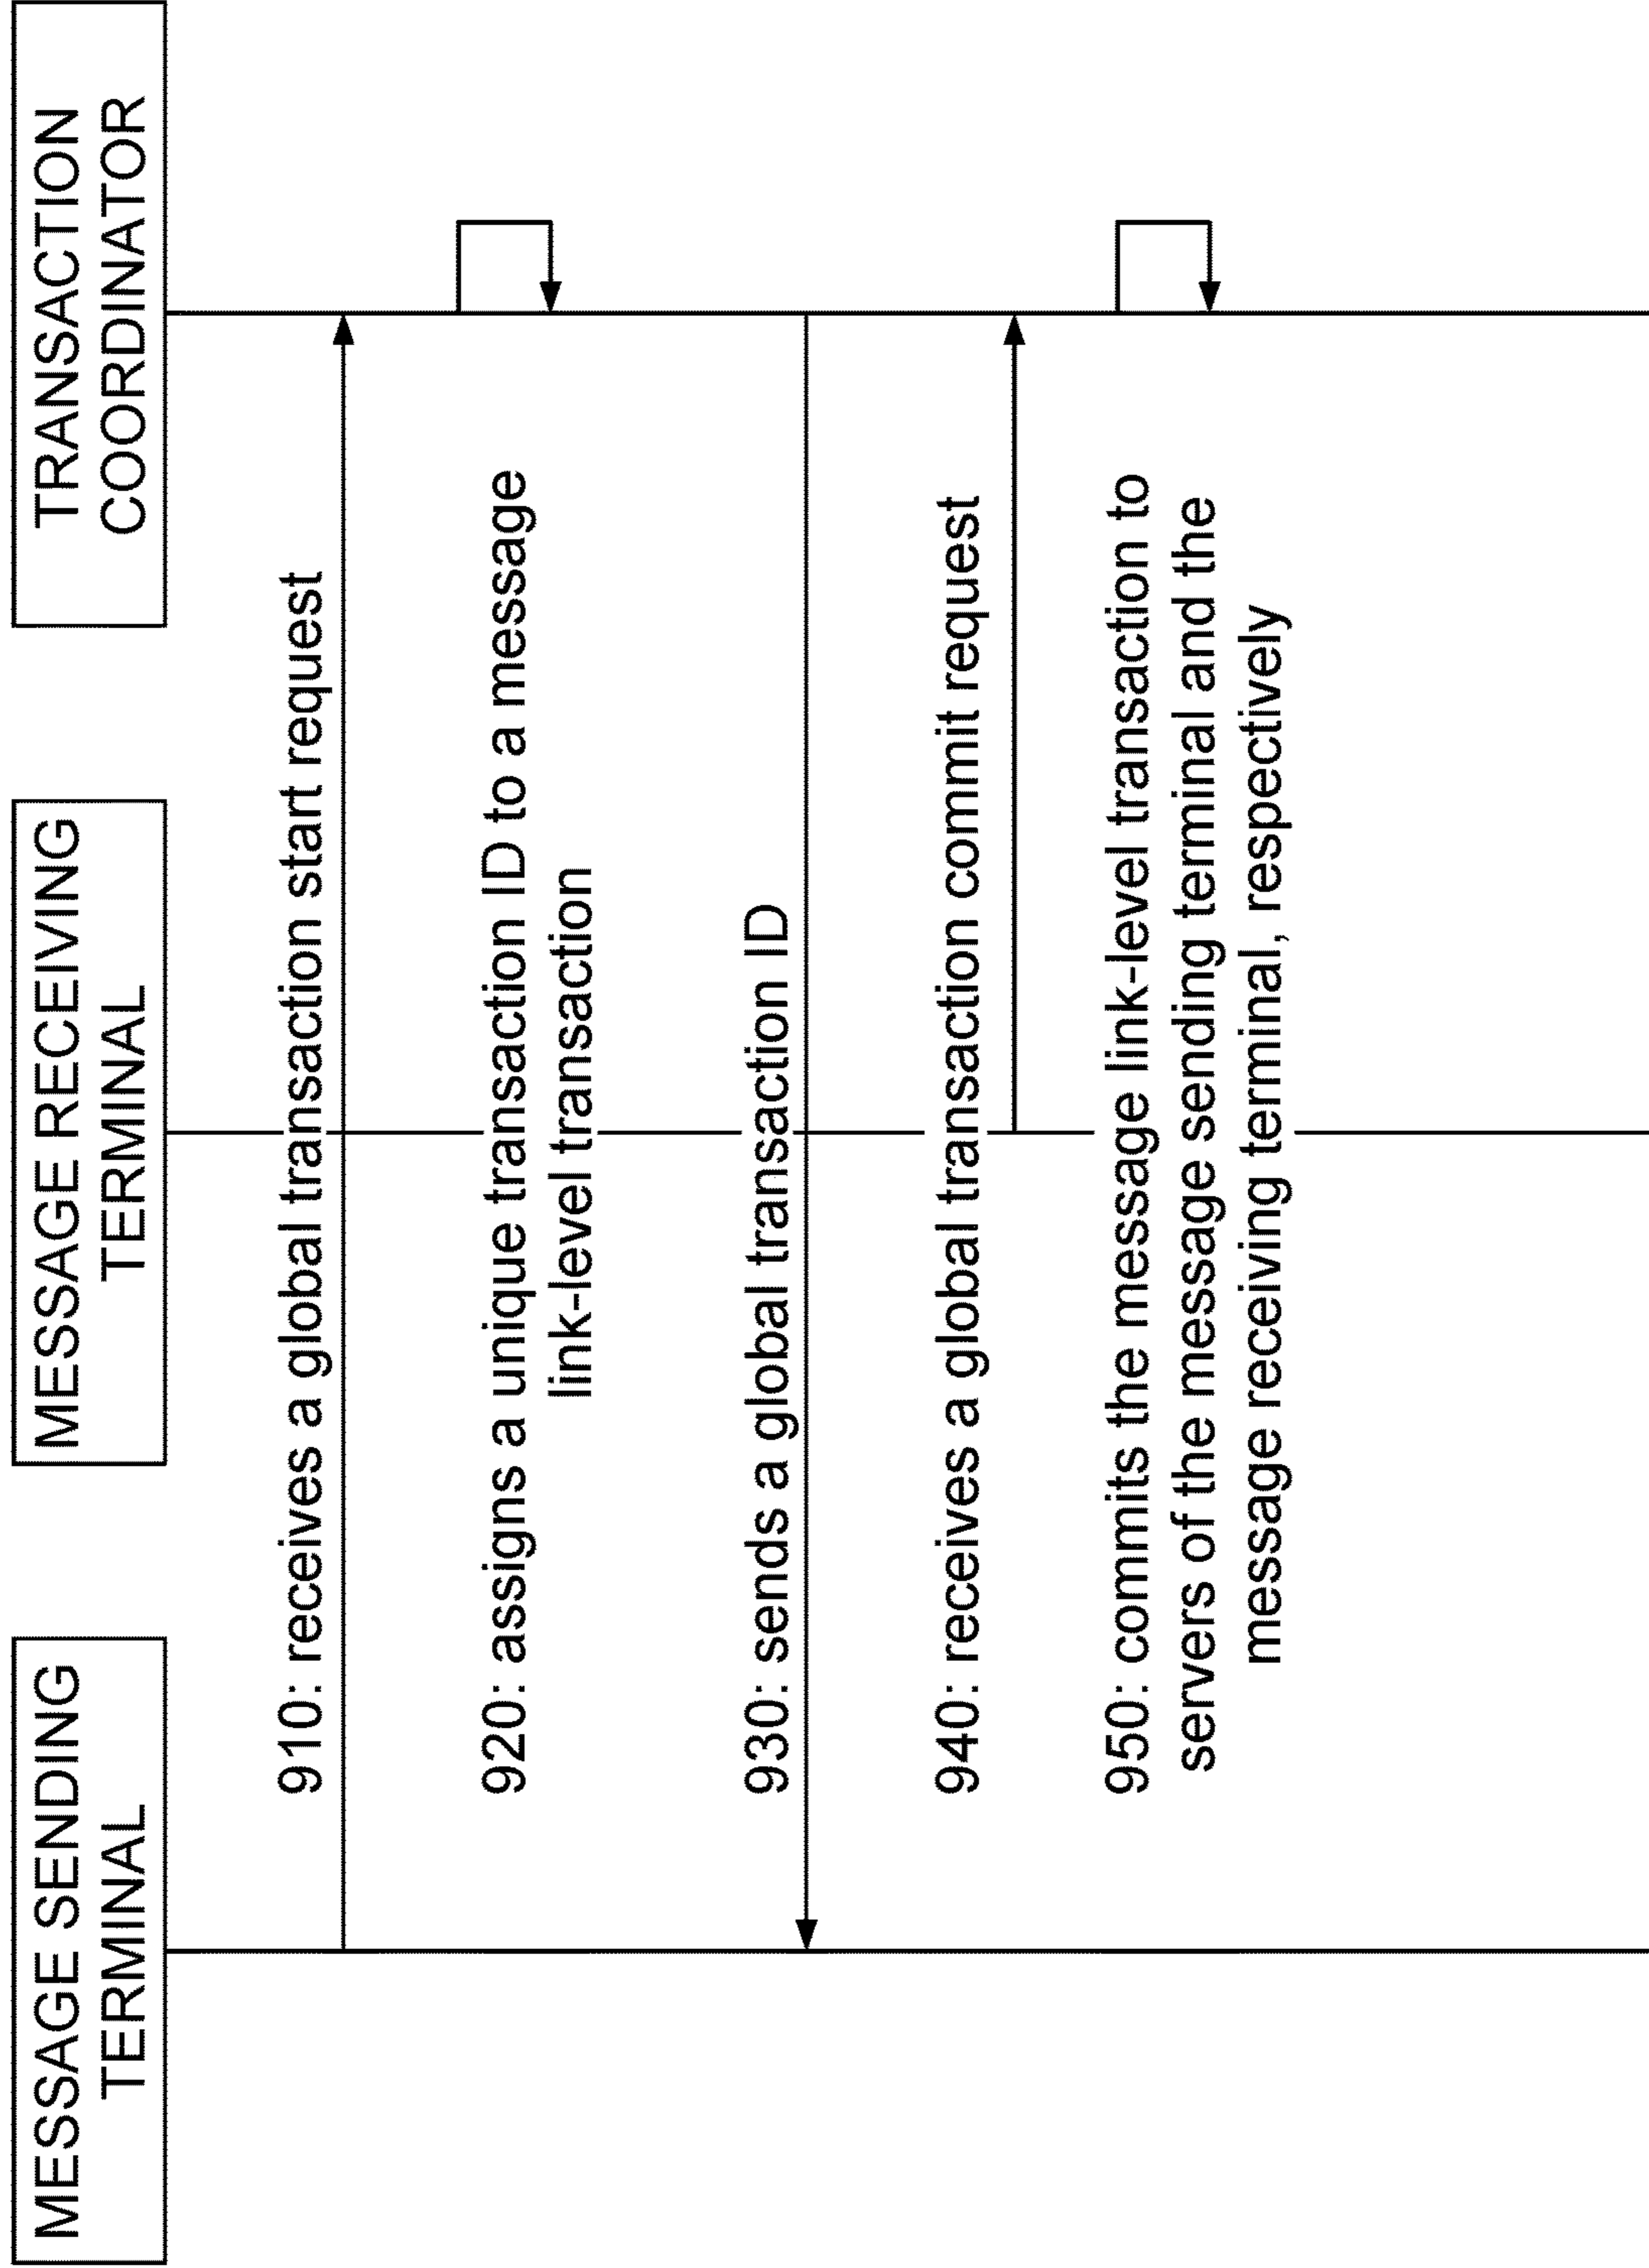 MESSAGE SENDING
TERMINAL
MESSAGE RECEIVING
TERMINAL
TRANSACTION
COORDINATOR
910: receives a global transaction start request
920: assigns a unique transaction ID to a message
link-level transaction
930: sends a global transaction ID
940: receives a global transaction commit request
950: commits the message link-level transaction to
servers of the message sending terminal and the
message receiving terminal, respectively